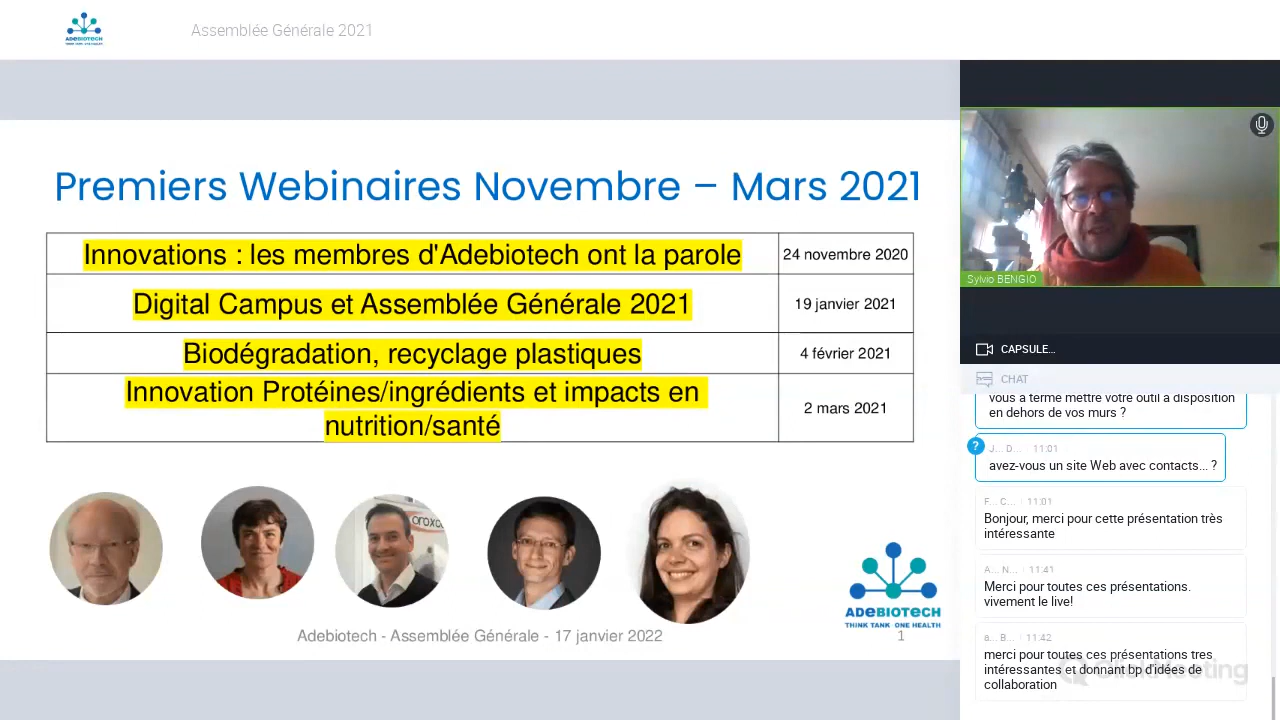 ADEBIOTECH
THINK TANK ONE HEALTH
Assemblée Générale 2021
Premiers Webinaires Novembre – Mars 2021
Innovations : les membres d'Adebiotech ont la parole
24 novembre 2020
Digital Campus et Assemblée Générale 2021
19 janvier 2021
Biodégradation, recyclage plastiques
4 février 2021
Innovation Protéines/ingrédients et impacts en
nutrition/santé
2 mars 2021
ADEBIOTECH
THINK TANK ONE HEALTH
Adebiotech - Assemblée Générale - 17 janvier 2022
1
Sylvio BENGIO
CAPSULE...
CHAT
vous a terme mettre votre outil a disposition
en dehors de vos murs ?
?
J... D... 11:01
avez-vous un site Web avec contacts... ?
F... C... 11:01
Bonjour, merci pour cette présentation très
intéressante
A... N... 11:41
Merci pour toutes ces présentations.
vivement le live!
a... B... 11:42
merci pour toutes ces présentations tres
intéressantes et donnant bp d'idées de
collaboration
ClickMeeting